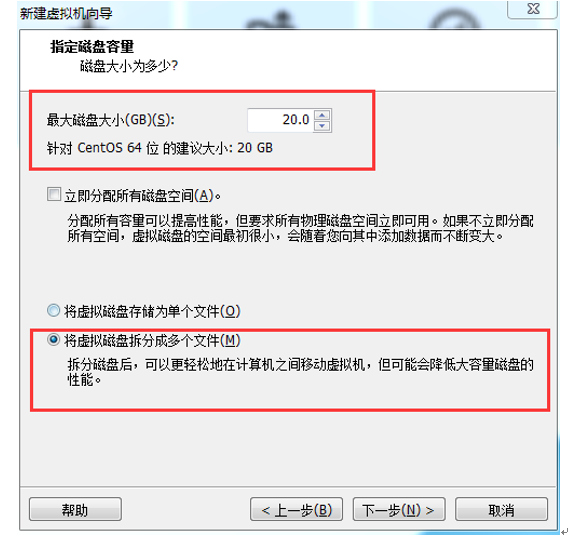 新建虚拟机向导
指定磁盘容量
磁盘大小为多少?
最大磁盘大小(GB)(S):
20.0
针对 CentOS 64 位 的建议大小: 20 GB
立即分配所有磁盘空间(A)。
分配所有容量可以提高性能，但要求所有物理磁盘空间立即可用。如果不立即分配
所有空间，虚拟磁盘的空间最初很小，会随着您向其中添加数据而不断变大。
将虚拟磁盘存储为单个文件(O)
将虚拟磁盘拆分成多个文件(M)
拆分磁盘后，可以更轻松地在计算机之间移动虚拟机，但可能会降低大容量磁盘的
性能。
帮助
< 上一步(B)
下一步(N) >
取消